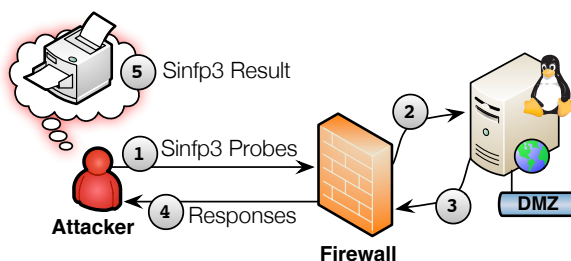 5 Sinfp3 Result
2
1 Sinfp3 Probes
4 Responses
3
DMZ
Attacker
Firewall